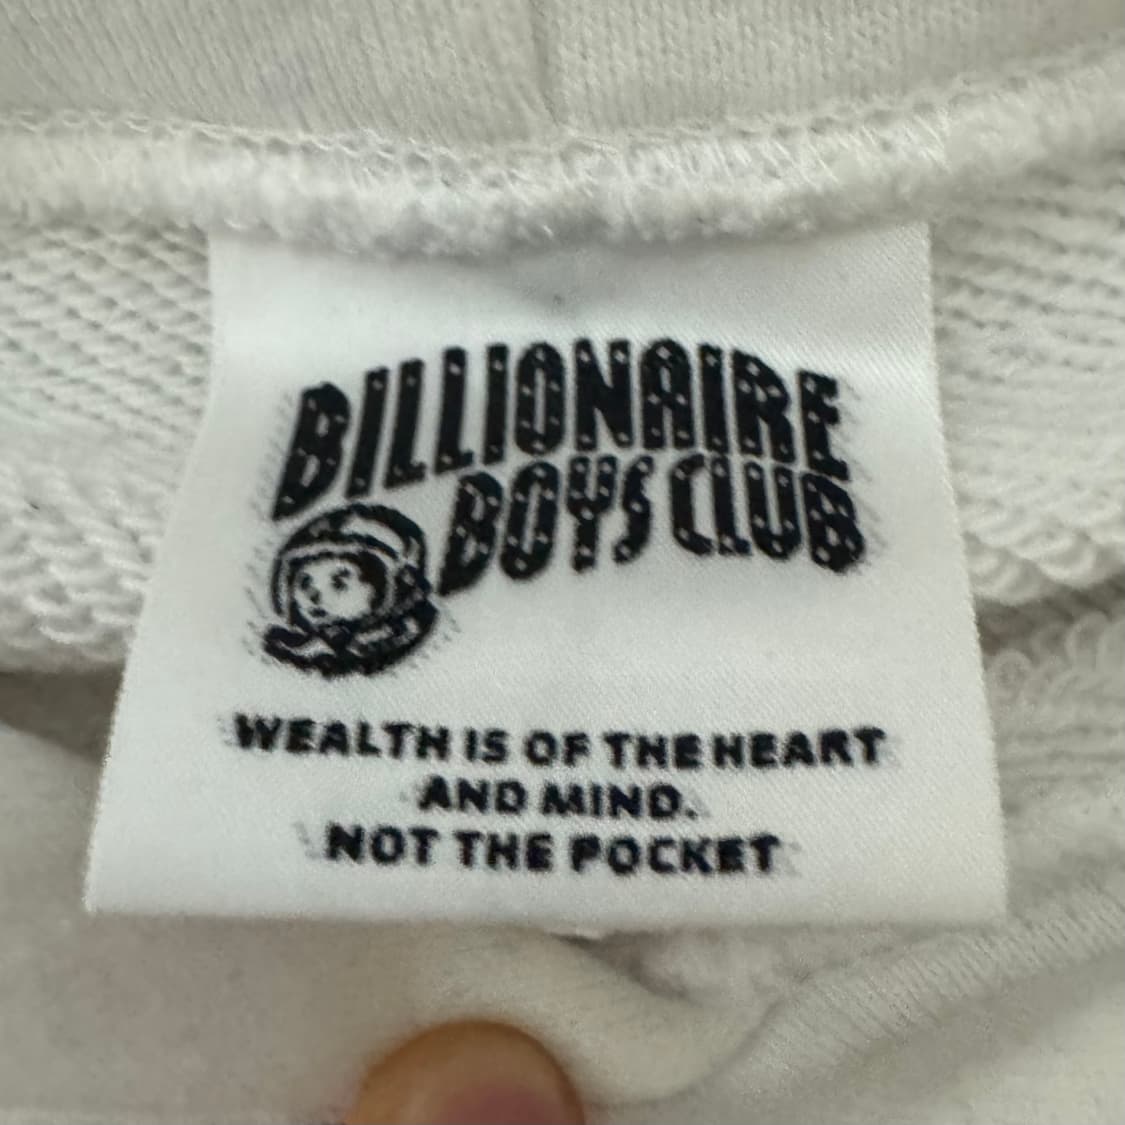 BILLIONAIRE
BOYS CLUB
WEALTH IS OF THE HEART
AND MIND.
NOT THE POCKET